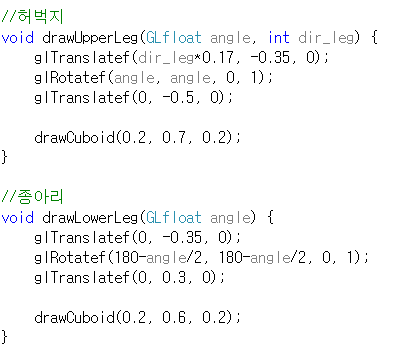 //허벅지
void drawUpperLeg(GLfloat angle, int dir_leg) {
glTranslatef(dir_leg*0.17, -0.35, 0);
glRotatef(angle, angle, 0, 1);
glTranslatef(0, -0.5, 0);
drawCuboid(0.2, 0.7, 0.2);
}
//종아리
void drawLowerLeg(GLfloat angle) {
glTranslatef(0, -0.35, 0);
glRotatef(180-angle/2, 180-angle/2, 0, 1);
glTranslatef(0, 0.3, 0);
drawCuboid(0.2, 0.6, 0.2);
}